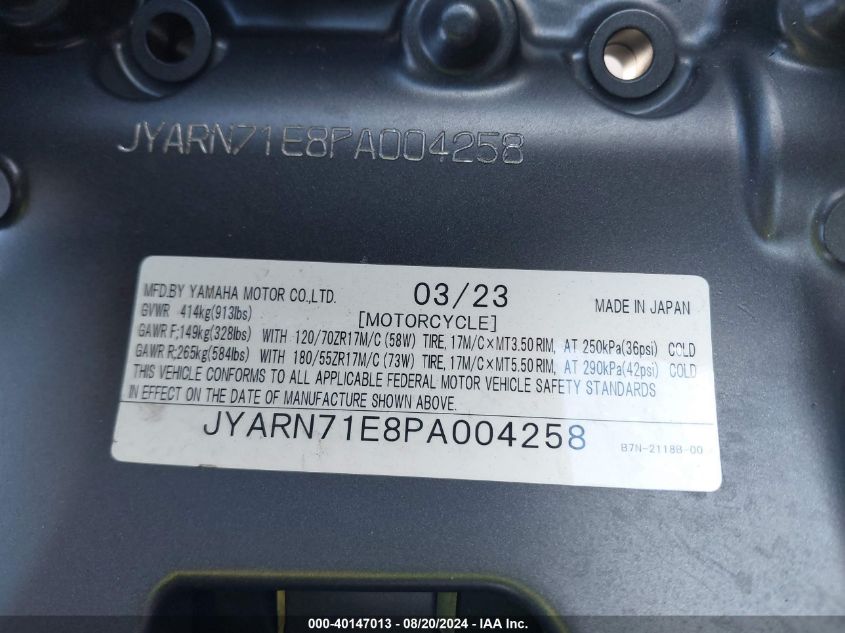 JYARN71E8PA004258
MFD.BY YAMAHA MOTOR CO.,LTD. 03/23 MADE IN JAPAN
GVWR 414kg(913lbs) [MOTORCYCLE]
GAWR F;149kg(328lbs) WITH 120/70ZR17M/C (58W) TIRE, 17M/C×MT3.50 RIM, AT 250kPa(36psi) COLD
GAWR R;265kg(584lbs) WITH 180/55ZR17M/C (73W) TIRE, 17M/C×MT5.50 RIM, AT 290kPa(42psi) COLD
THIS VEHICLE CONFORMS TO ALL APPLICABLE FEDERAL MOTOR VEHICLE SAFETY STANDARDS
IN EFFECT ON THE DATE OF MANUFACTURE SHOWN ABOVE.
JYARN71E8PA004258 B7N-2118B-00
000-40147013 - 08/20/2024 - IAA Inc.